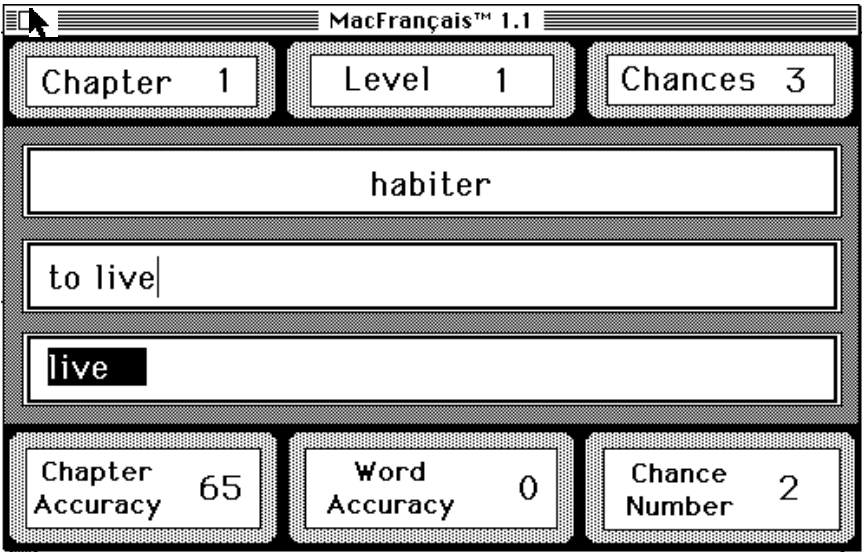 MacFrançais™ 1.1
Chapter 1
Level 1
Chances 3
habiter
to live
live
Chapter
Accuracy 65
Word
Accuracy 0
Chance
Number 2